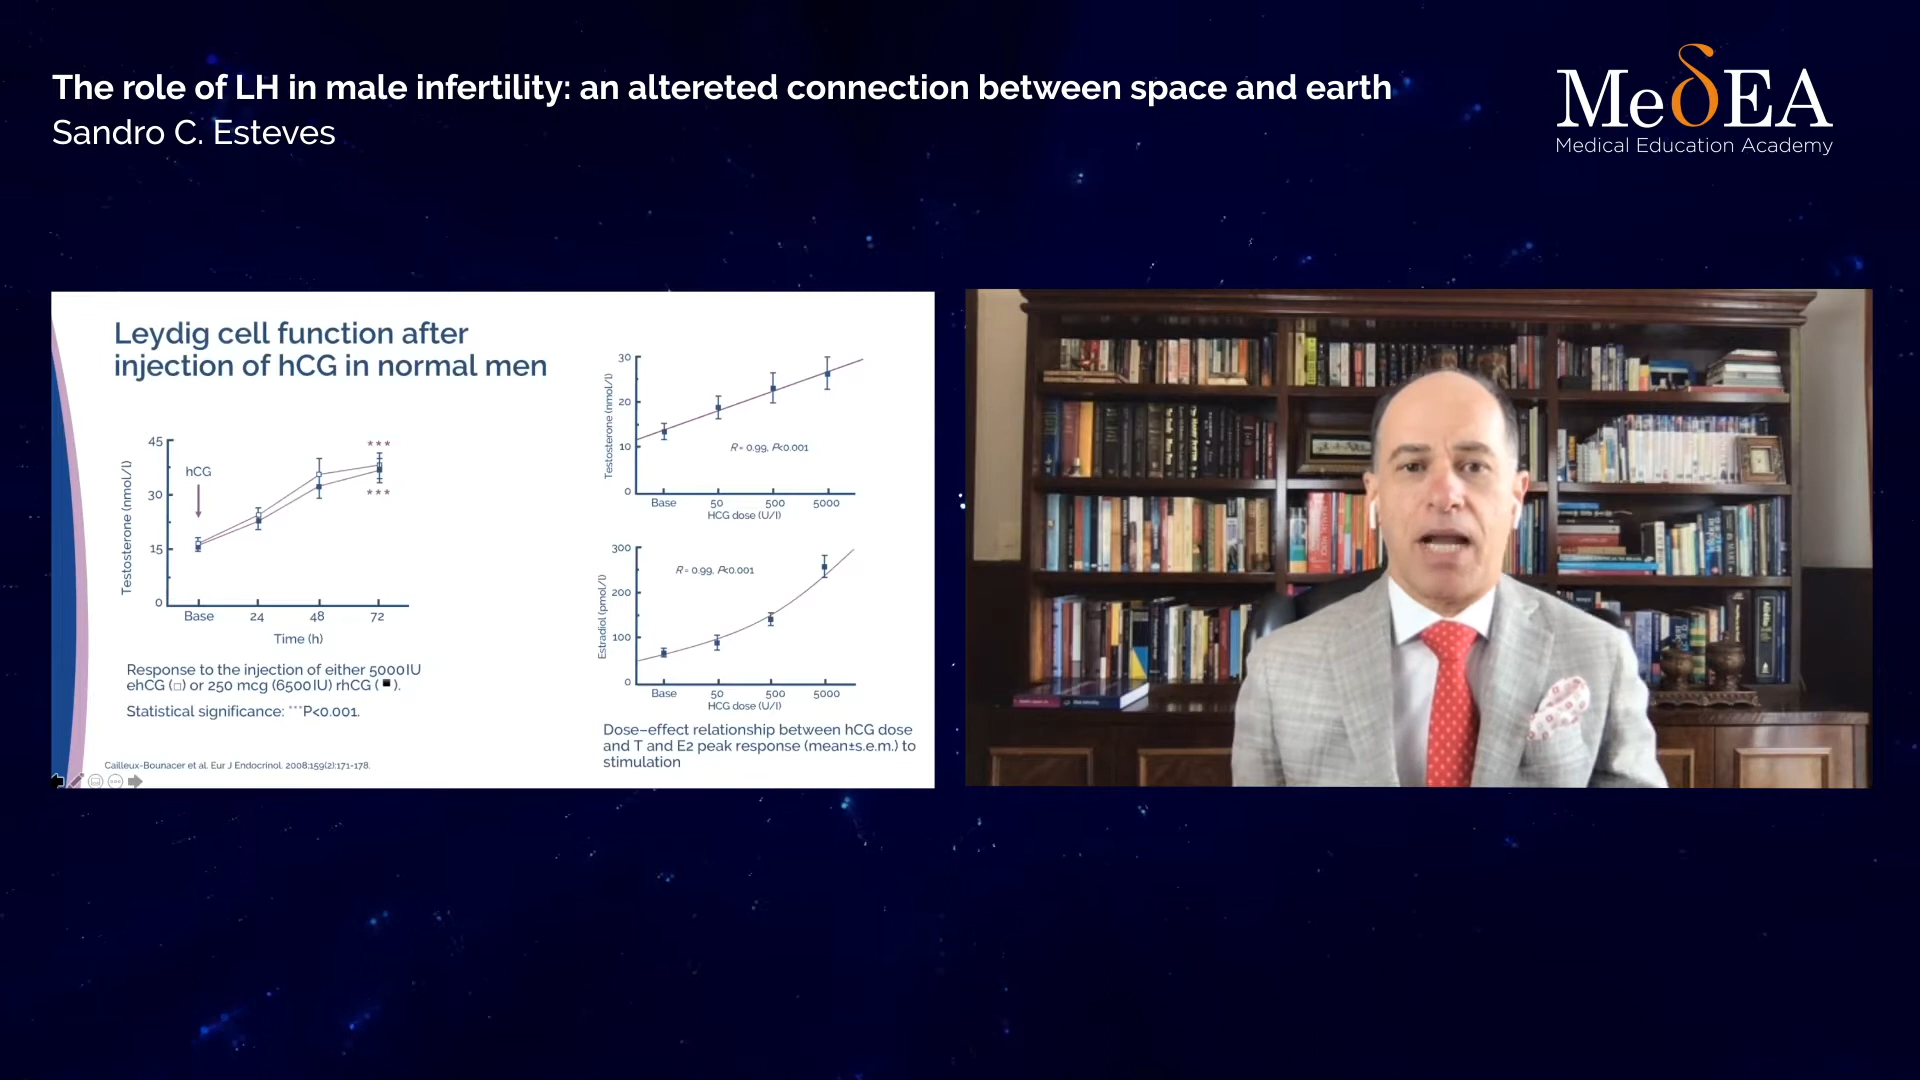 The role of LH in male infertility: an altereted connection between space and earth
Sandro C. Esteves
MeδEA
Medical Education Academy
Leydig cell function after
injection of hCG in normal men
45
30
15
0
Testosterone (nmol/l)
hCG
***
***
Base 24 48 72
Time (h)
Response to the injection of either 5000IU
ehCG (□) or 250 mcg (6500IU) rhCG (■).
Statistical significance: ***P<0.001.
Cailleux-Bounacer et al. Eur J Endocrinol. 2008;159(2):171-178.
30
20
10
0
Testosterone (nmol/l)
R = 0.99, P<0.001
Base 50 500 5000
HCG dose (U/l)
300
200
100
0
Estradiol (pmol/l)
R = 0.99, P<0.001
Base 50 500 5000
HCG dose (U/l)
Dose–effect relationship between hCG dose
and T and E2 peak response (mean±s.e.m.) to
stimulation